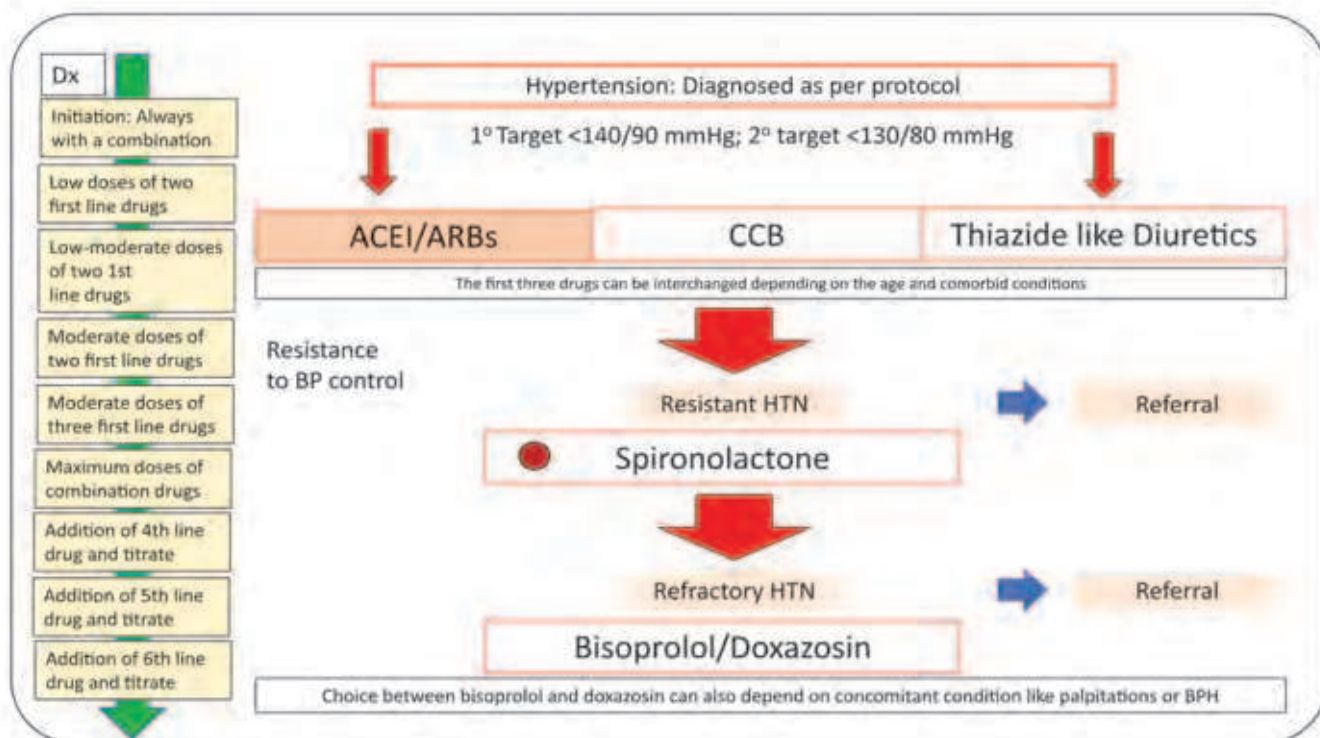 Dx
Initiation: Always
with a combination
Low doses of two
first line drugs
Low-moderate doses
of two 1st
line drugs
Moderate doses of
two first line drugs
Moderate doses of
three first line drugs
Maximum doses of
combination drugs
Addition of 4th line
drug and titrate
Addition of 5th line
drug and titrate
Addition of 6th line
drug and titrate
Hypertension: Diagnosed as per protocol
1º Target <140/90 mmHg; 2º target <130/80 mmHg
ACEI/ARBs
CCB
Thiazide like Diuretics
The first three drugs can be interchanged depending on the age and comorbid conditions
Resistance
to BP control
Resistant HTN
Referral
Spironolactone
Refractory HTN
Referral
Bisoprolol/Doxazosin
Choice between bisoprolol and doxazosin can also depend on concomitant condition like palpitations or BPH